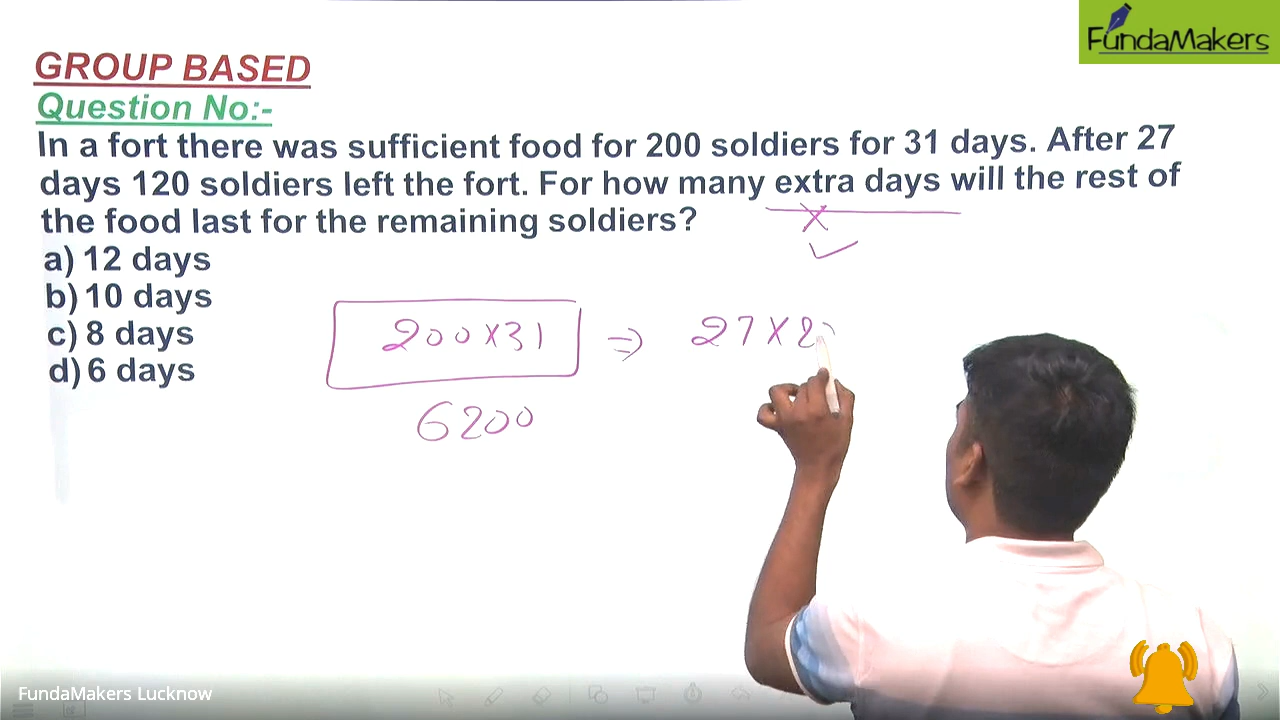 FundaMakers
GROUP BASED
Question No:-
In a fort there was sufficient food for 200 soldiers for 31 days. After 27
days 120 soldiers left the fort. For how many extra days will the rest of
the food last for the remaining soldiers?
a) 12 days
b) 10 days
c) 8 days
d) 6 days
200×31 ⇒ 27×2
6200
FundaMakers Lucknow